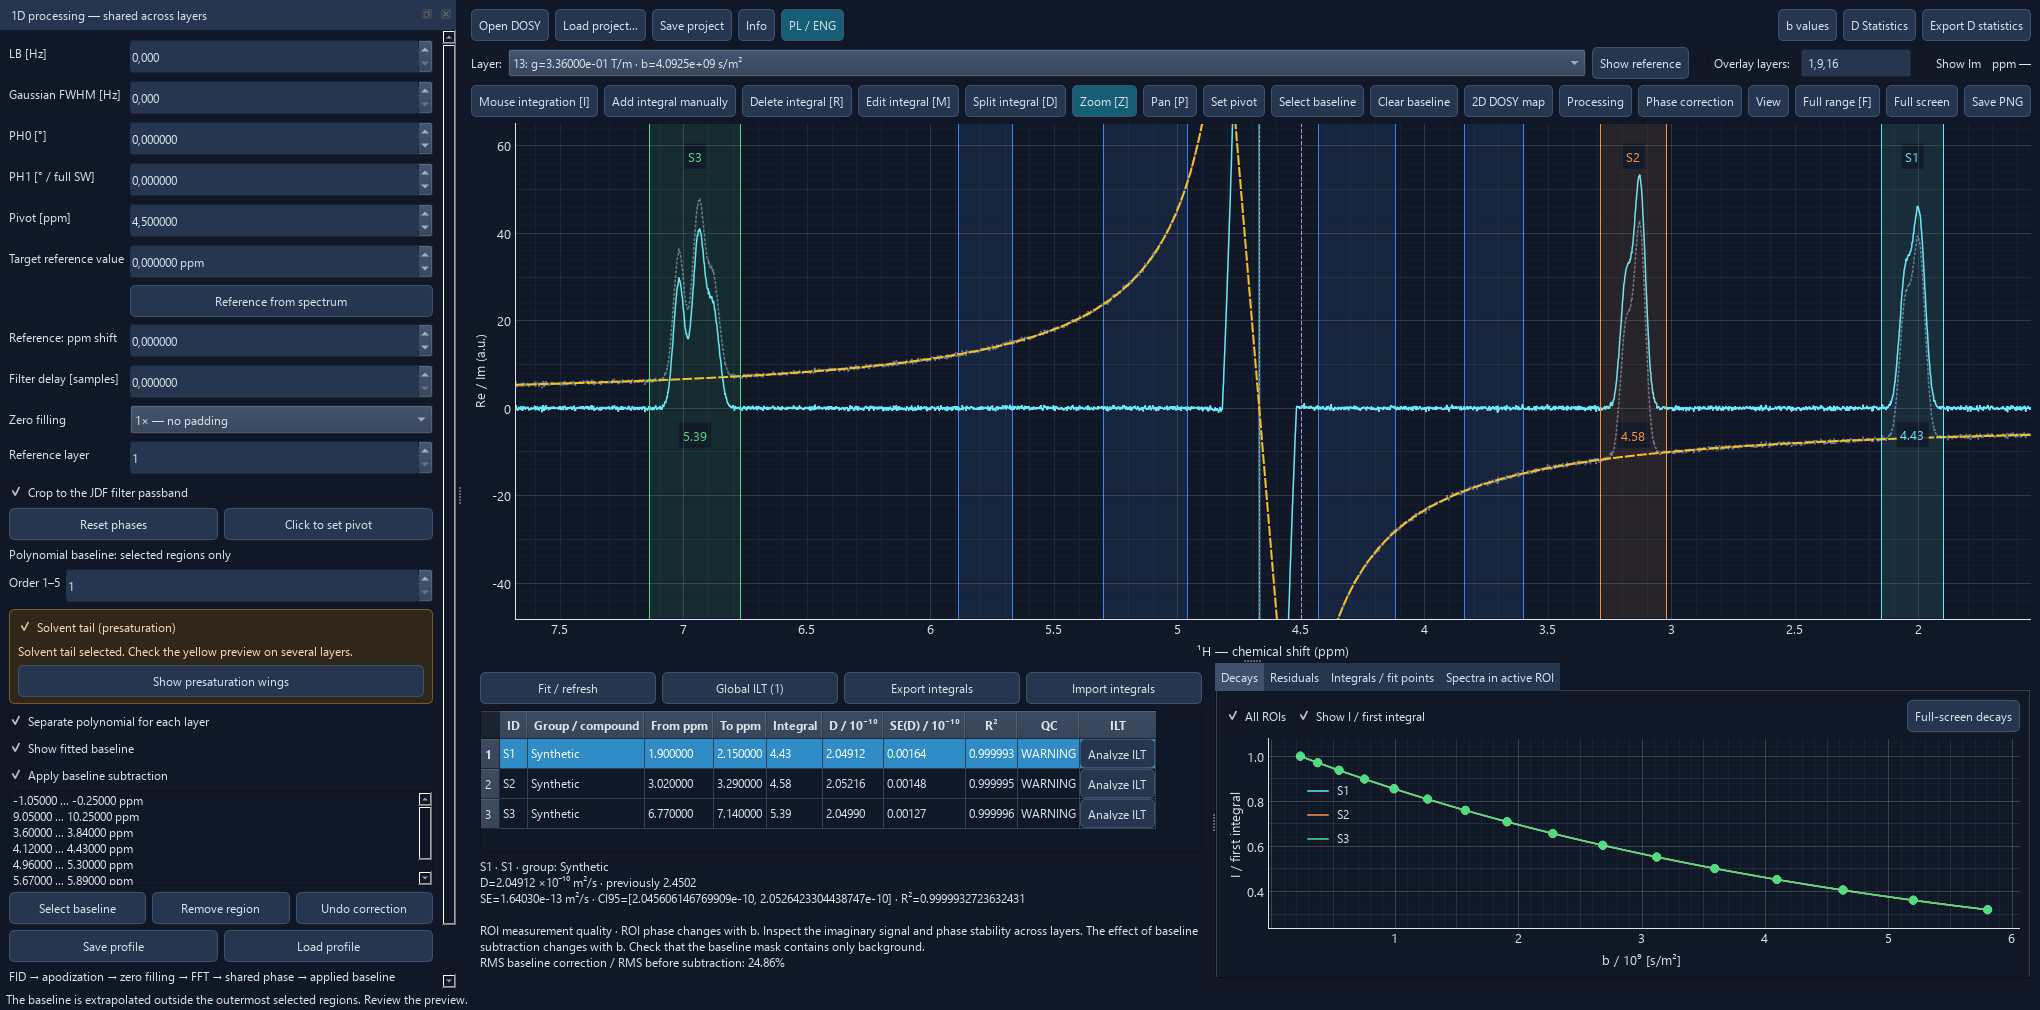 1D processing — shared across layers
LB [Hz]
0,000
Gaussian FWHM [Hz]
0,000
PH0 [°]
0,000000
PH1 [° / full SW]
0,000000
Pivot [ppm]
4,500000
Target reference value
0,000000 ppm
Reference from spectrum
Reference: ppm shift
0,000000
Filter delay [samples]
0,000000
Zero filling
1× — no padding
Reference layer
1
✓ Crop to the JDF filter passband
Reset phases
Click to set pivot
Polynomial baseline: selected regions only
Order 1–5
1
✓ Solvent tail (presaturation)
Solvent tail selected. Check the yellow preview on several layers.
Show presaturation wings
✓ Separate polynomial for each layer
✓ Show fitted baseline
✓ Apply baseline subtraction
-1.05000 ... -0.25000 ppm
9.05000 ... 10.25000 ppm
3.60000 ... 3.84000 ppm
4.12000 ... 4.43000 ppm
4.96000 ... 5.30000 ppm
5.67000 ... 5.89000 ppm
Select baseline
Remove region
Undo correction
Save profile
Load profile
FID → apodization → zero filling → FFT → shared phase → applied baseline
The baseline is extrapolated outside the outermost selected regions. Review the preview.
Open DOSY
Load project...
Save project
Info
PL / ENG
b values
D Statistics
Export D statistics
Layer:
13: g=3.36000e-01 T/m · b=4.0925e+09 s/m²
Show reference
Overlay layers:
1,9,16
Show Im
ppm —
Mouse integration [I]
Add integral manually
Delete integral [R]
Edit integral [M]
Split integral [D]
Zoom [Z]
Pan [P]
Set pivot
Select baseline
Clear baseline
2D DOSY map
Processing
Phase correction
View
Full range [F]
Full screen
Save PNG
Re / Im (a.u.)
60
40
20
0
-20
-40
S3
S2
S1
5.39
4.58
4.43
7.5
7
6.5
6
5.5
5
4.5
4
3.5
3
2.5
2
¹H — chemical shift (ppm)
Fit / refresh
Global ILT (1)
Export integrals
Import integrals
ID Group / compound From ppm To ppm Integral D / 10⁻¹⁰ SE(D) / 10⁻¹⁰ R² QC ILT
1 S1 Synthetic 1.900000 2.150000 4.43 2.04912 0.00164 0.999993 WARNING Analyze ILT
2 S2 Synthetic 3.020000 3.290000 4.58 2.05216 0.00148 0.999995 WARNING Analyze ILT
3 S3 Synthetic 6.770000 7.140000 5.39 2.04990 0.00127 0.999996 WARNING Analyze ILT
S1 · S1 · group: Synthetic
D=2.04912 ×10⁻¹⁰ m²/s · previously 2.4502
SE=1.64030e-13 m²/s · CI95=[2.045606146769909e-10, 2.0526423304438747e-10] · R²=0.9999932723632431
ROI measurement quality · ROI phase changes with b. Inspect the imaginary signal and phase stability across layers. The effect of baseline
subtraction changes with b. Check that the baseline mask contains only background.
RMS baseline correction / RMS before subtraction: 24.86%
Decays
Residuals
Integrals / fit points
Spectra in active ROI
✓ All ROIs
✓ Show I / first integral
Full-screen decays
I / first integral
1.0
0.8
0.6
0.4
S1
S2
S3
1
2
3
4
5
6
b / 10⁹ [s/m²]